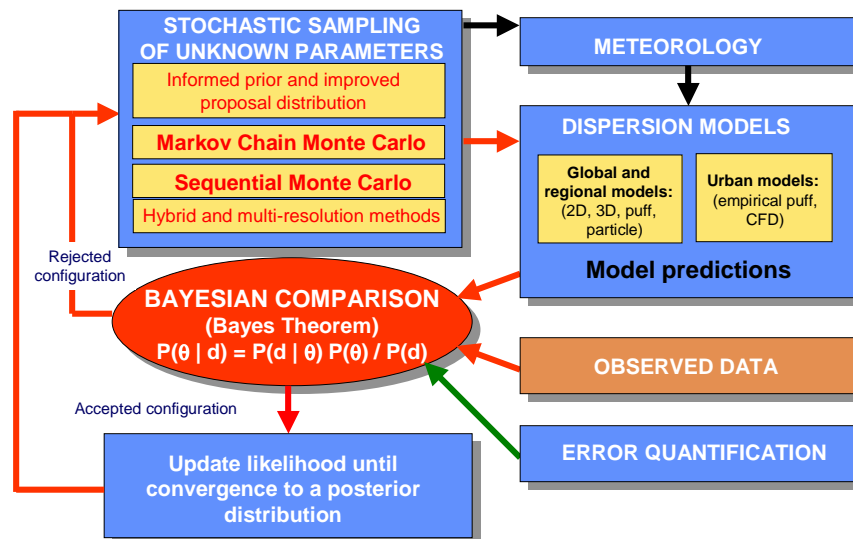 STOCHASTIC SAMPLING
OF UNKNOWN PARAMETERS
Informed prior and improved
proposal distribution
Markov Chain Monte Carlo
Sequential Monte Carlo
Hybrid and multi-resolution methods
METEOROLOGY
DISPERSION MODELS
Global and
regional models:
(2D, 3D, puff,
particle)
Urban models:
(empirical puff,
CFD)
Model predictions
Rejected
configuration
BAYESIAN COMPARISON
(Bayes Theorem)
P(θ | d) = P(d | θ) P(θ) / P(d)
OBSERVED DATA
Accepted configuration
ERROR QUANTIFICATION
Update likelihood until
convergence to a posterior
distribution